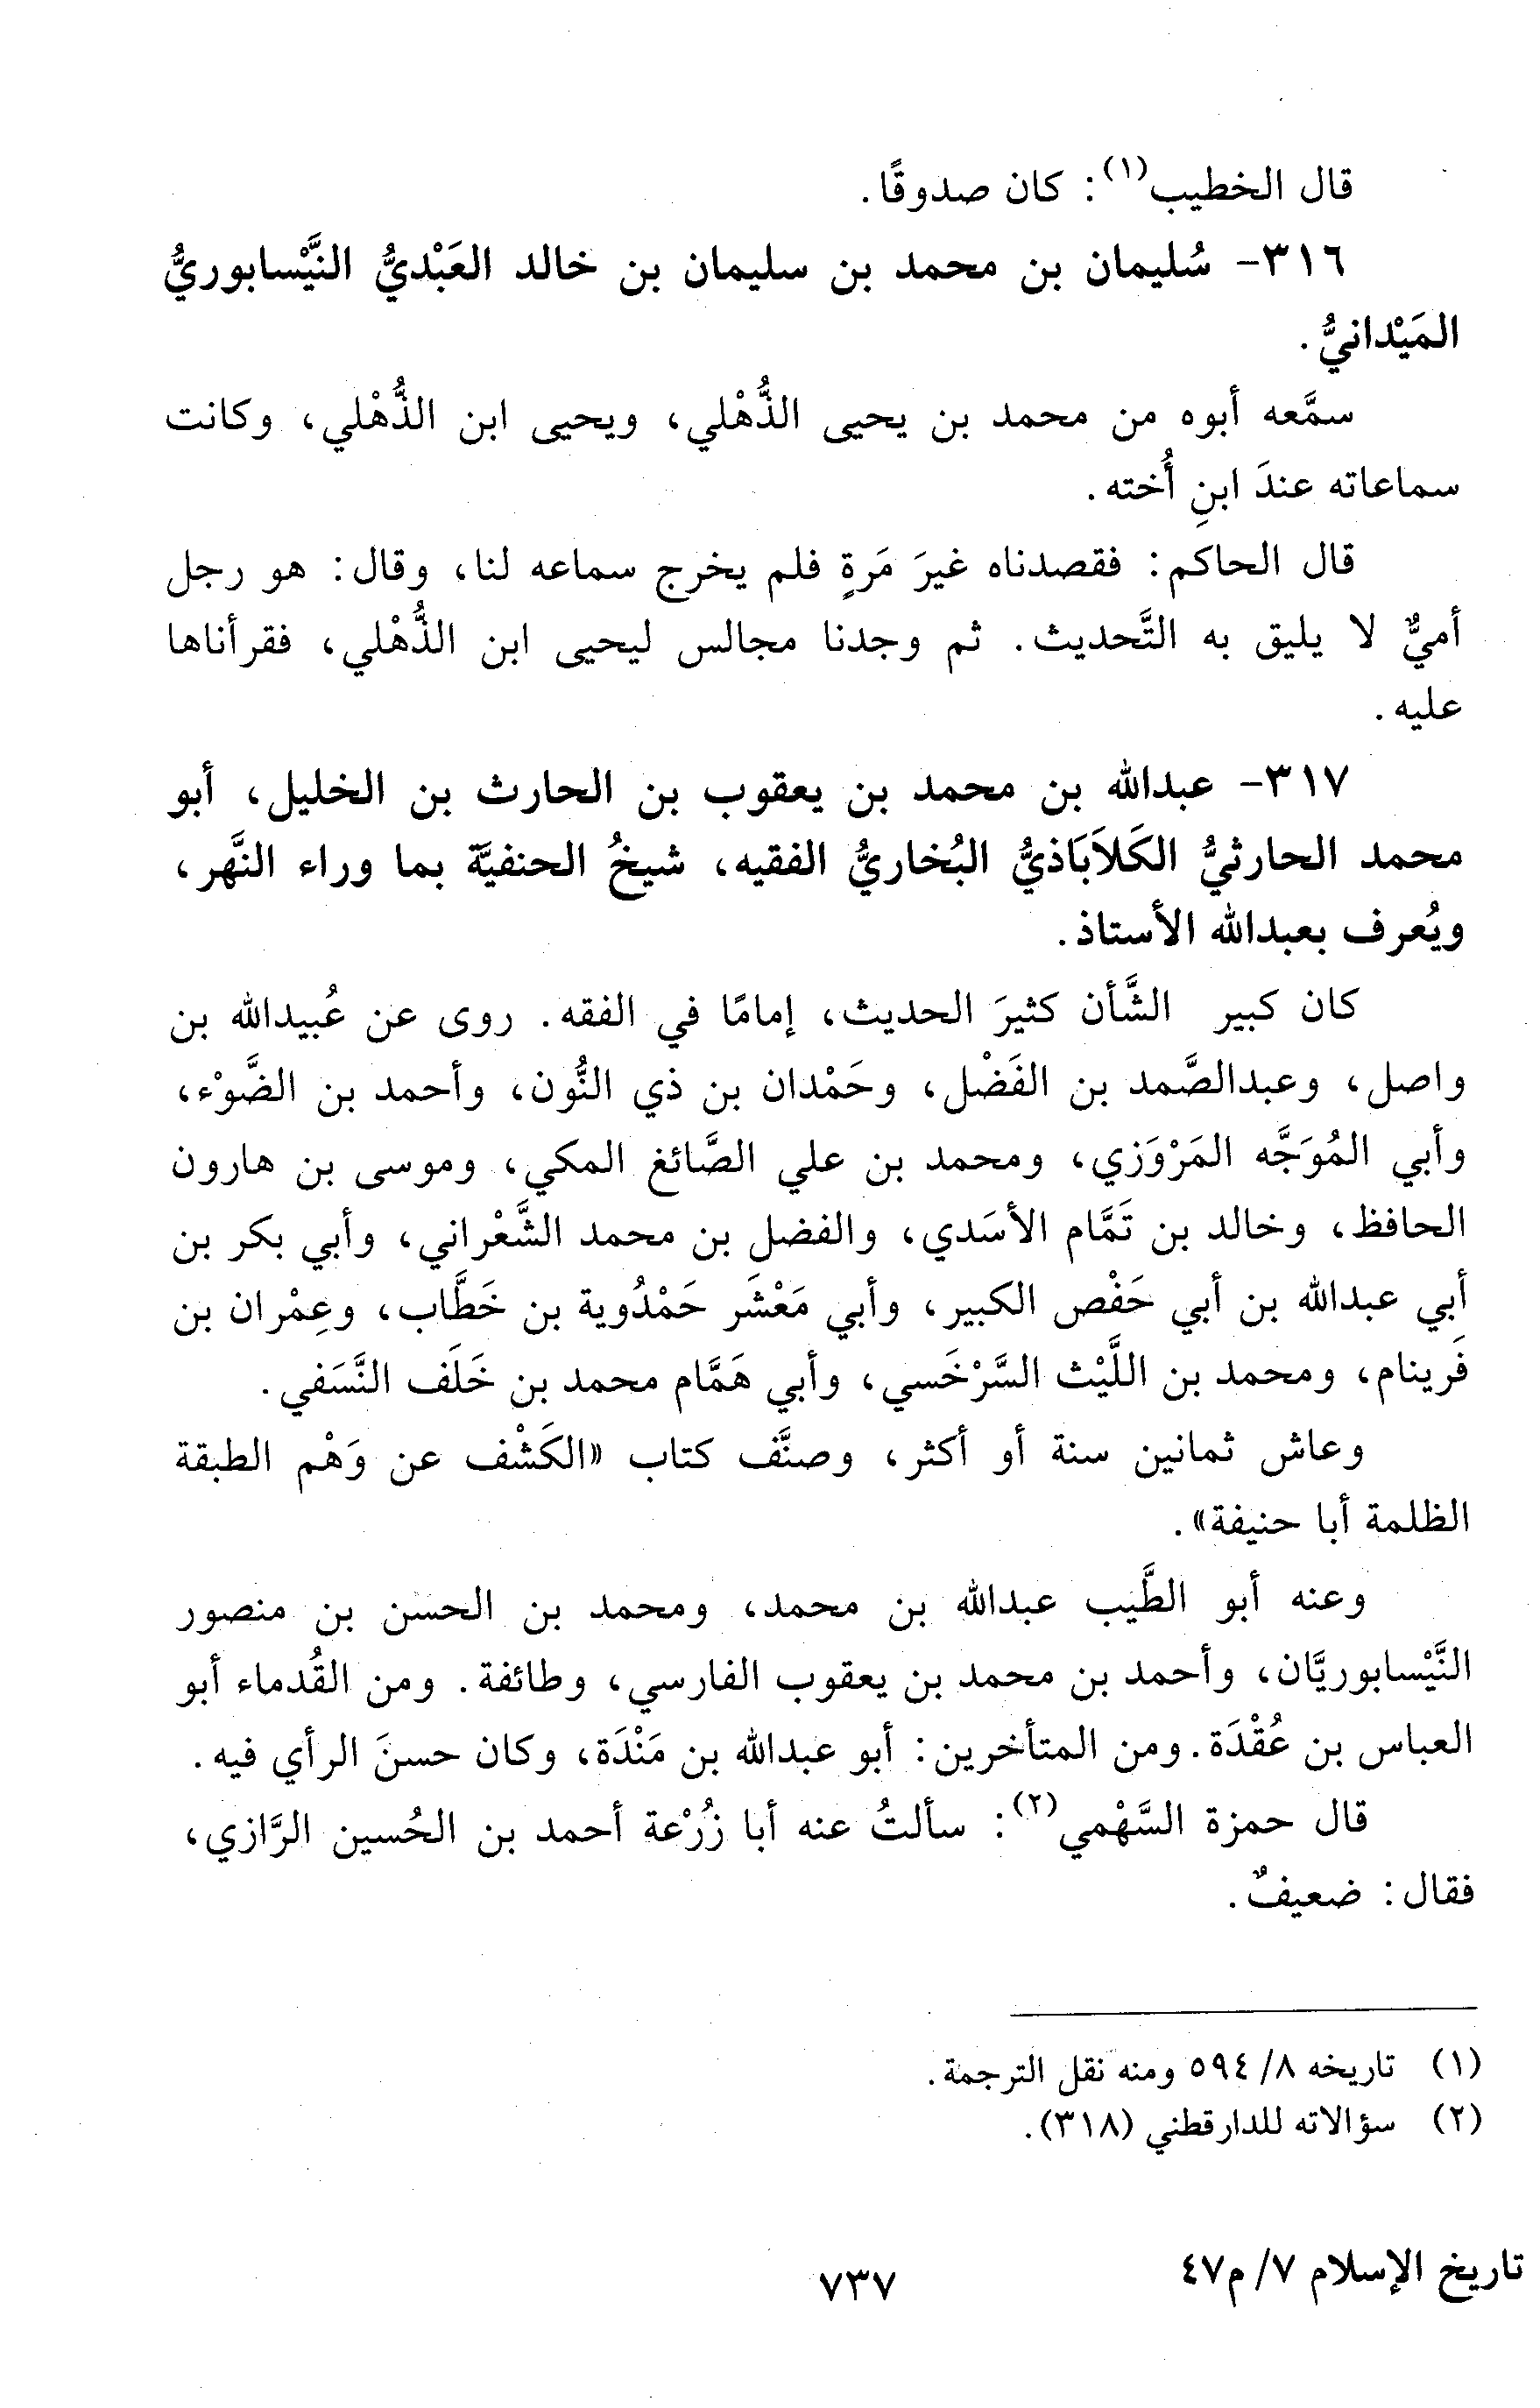 قال الخطيب(١): كان صدوقًا.
٣١٦- سُليمان بن محمد بن سليمان بن خالد العَبْديُّ النَّيْسابوريُّ
المَيْدانيُّ.
سمَّعه أبوه من محمد بن يحيى الذُّهْلي، ويحيى ابن الذُّهْلي، وكانت
سماعاته عندَ ابنِ أُخته.
قال الحاكم: فقصدناه غيرَ مَرةٍ فلم يخرج سماعه لنا، وقال: هو رجل
أميٌّ لا يليق به التَّحديث. ثم وجدنا مجالس ليحيى ابن الذُّهْلي، فقرأناها
عليه.
٣١٧- عبدالله بن محمد بن يعقوب بن الحارث بن الخليل، أبو
محمد الحارثيُّ الكَلاَبَاذيُّ البُخاريُّ الفقيه، شيخُ الحنفيَّة بما وراء النَّهر،
ويُعرف بعبدالله الأستاذ.
كان كبير الشَّأن كثيرَ الحديث، إمامًا في الفقه. روى عن عُبيدالله بن
واصل، وعبدالصَّمد بن الفَضْل، وحَمْدان بن ذي النُّون، وأحمد بن الضَّوْء،
وأبي المُوَجَّه المَرْوَزي، ومحمد بن علي الصَّائغ المكي، وموسى بن هارون
الحافظ، وخالد بن تَمَّام الأسَدي، والفضل بن محمد الشَّعْراني، وأبي بكر بن
أبي عبدالله بن أبي حَفْص الكبير، وأبي مَعْشَر حَمْدُوية بن خَطَّاب، وعِمْران بن
فَرينام، ومحمد بن اللَّيْث السَّرْخَسي، وأبي هَمَّام محمد بن خَلَف النَّسَفي.
وعاش ثمانين سنة أو أكثر، وصنَّف كتاب «الكَشْف عن وَهْم الطبقة
الظلمة أبا حنيفة».
وعنه أبو الطَّيب عبدالله بن محمد، ومحمد بن الحسن بن منصور
النَّيْسابوريَّان، وأحمد بن محمد بن يعقوب الفارسي، وطائفة. ومن القُدماء أبو
العباس بن عُقْدَة. ومن المتأخرين: أبو عبدالله بن مَنْدَة، وكان حسنَ الرأي فيه.
قال حمزة السَّهْمي(٢): سألتُ عنه أبا زُرْعة أحمد بن الحُسين الرَّازي،
فقال: ضعيفٌ.
(١) تاريخه ٨/ ٥٩٤ ومنه نقل الترجمة.
(٢) سؤالاته للدارقطني (٣١٨).
تاريخ الإسلام ٧/ م٤٧
٧٣٧